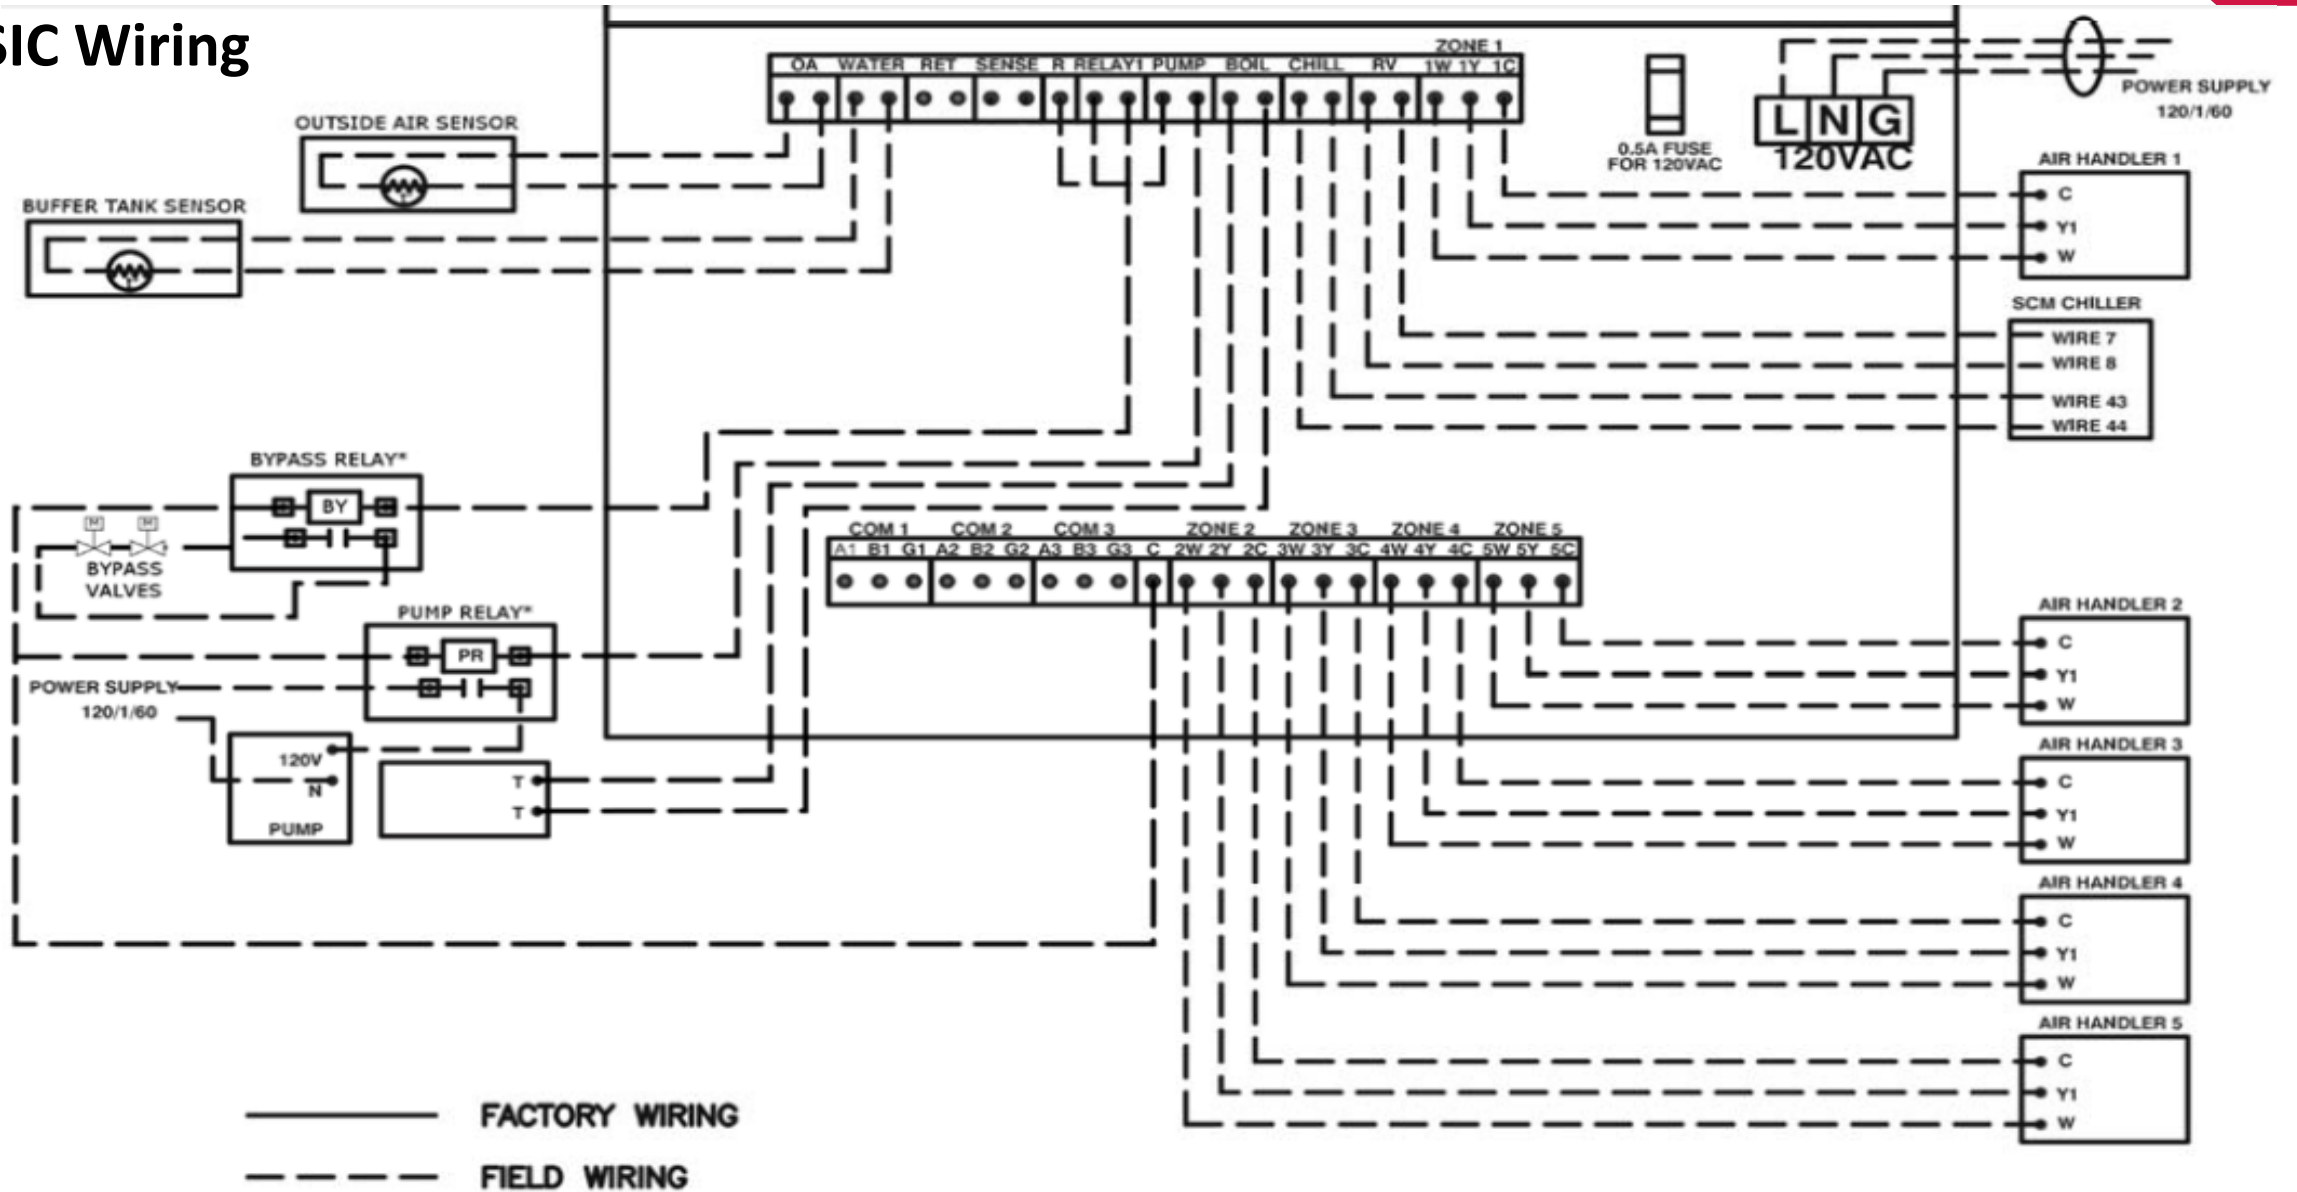 SIC Wiring
ZONE 1
OA WATER RET SENSE R RELAY1 PUMP BOIL CHILL RV 1W 1Y 1C
POWER SUPPLY
120/1/60
L N G
120VAC
0.5A FUSE
FOR 120VAC
OUTSIDE AIR SENSOR
BUFFER TANK SENSOR
AIR HANDLER 1
C
Y1
W
SCM CHILLER
WIRE 7
WIRE 8
WIRE 43
WIRE 44
BYPASS RELAY*
BY
M M
BYPASS
VALVES
PUMP RELAY*
PR
POWER SUPPLY
120/1/60
120V
N
PUMP
T
T
COM 1 COM 2 COM 3 ZONE 2 ZONE 3 ZONE 4 ZONE 5
A1 B1 G1 A2 B2 G2 A3 B3 G3 C 2W 2Y 2C 3W 3Y 3C 4W 4Y 4C 5W 5Y 5C
AIR HANDLER 2
C
Y1
W
AIR HANDLER 3
C
Y1
W
AIR HANDLER 4
C
Y1
W
AIR HANDLER 5
C
Y1
W
FACTORY WIRING
FIELD WIRING